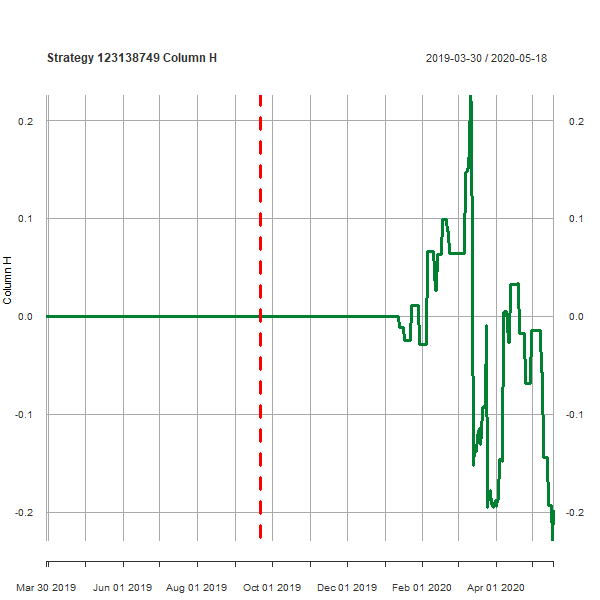 Strategy 123138749 Column H 2019-03-30 / 2020-05-18
0.2 0.2
0.1 0.1
0.0 0.0
-0.1 -0.1
-0.2 -0.2
Column H
Mar 30 2019 Jun 01 2019 Aug 01 2019 Oct 01 2019 Dec 01 2019 Feb 01 2020 Apr 01 2020